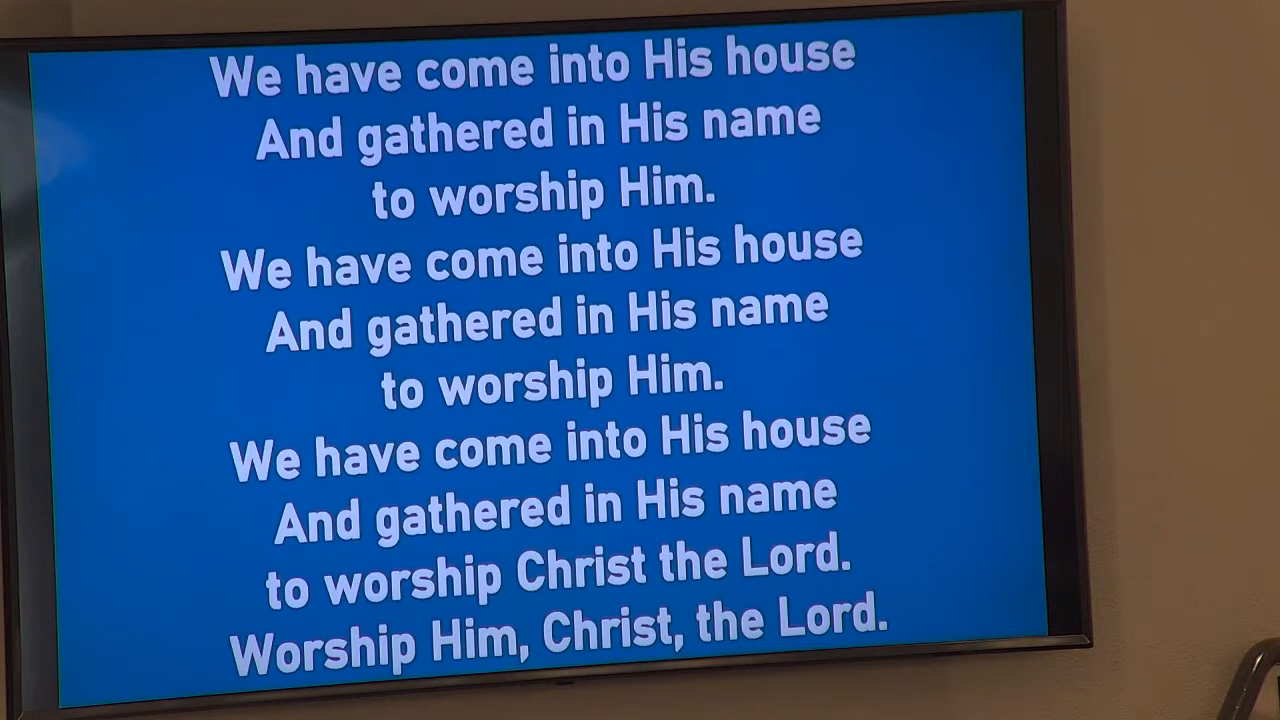 We have come into His house
And gathered in His name
to worship Him.
We have come into His house
And gathered in His name
to worship Him.
We have come into His house
And gathered in His name
to worship Christ the Lord.
Worship Him, Christ, the Lord.